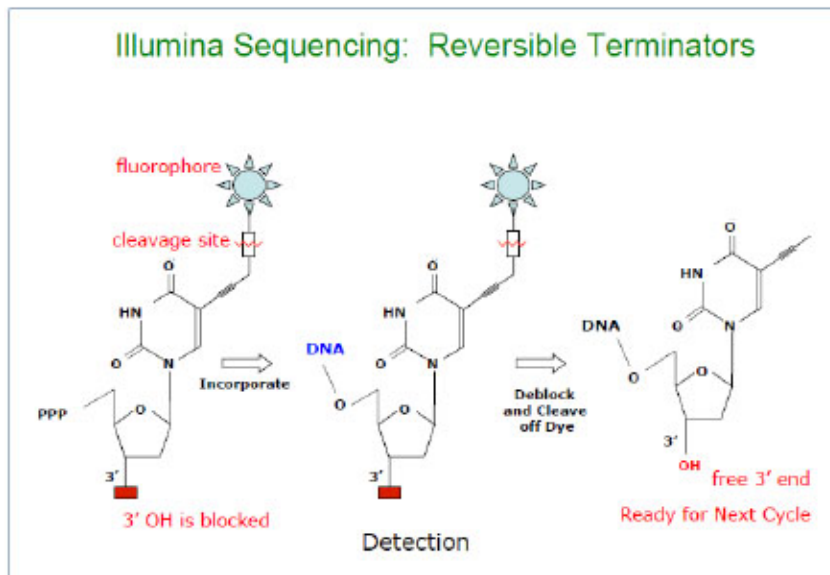 Illumina Sequencing: Reversible Terminators
fluorophore
cleavage site
O
HN
O
N
PPP
O
3'
3' OH is blocked
Incorporate
O
HN
O
N
DNA
O
O
3'
Detection
Deblock
and Cleave
off Dye
O
HN
O
N
DNA
O
O
3'
OH
free 3' end
Ready for Next Cycle